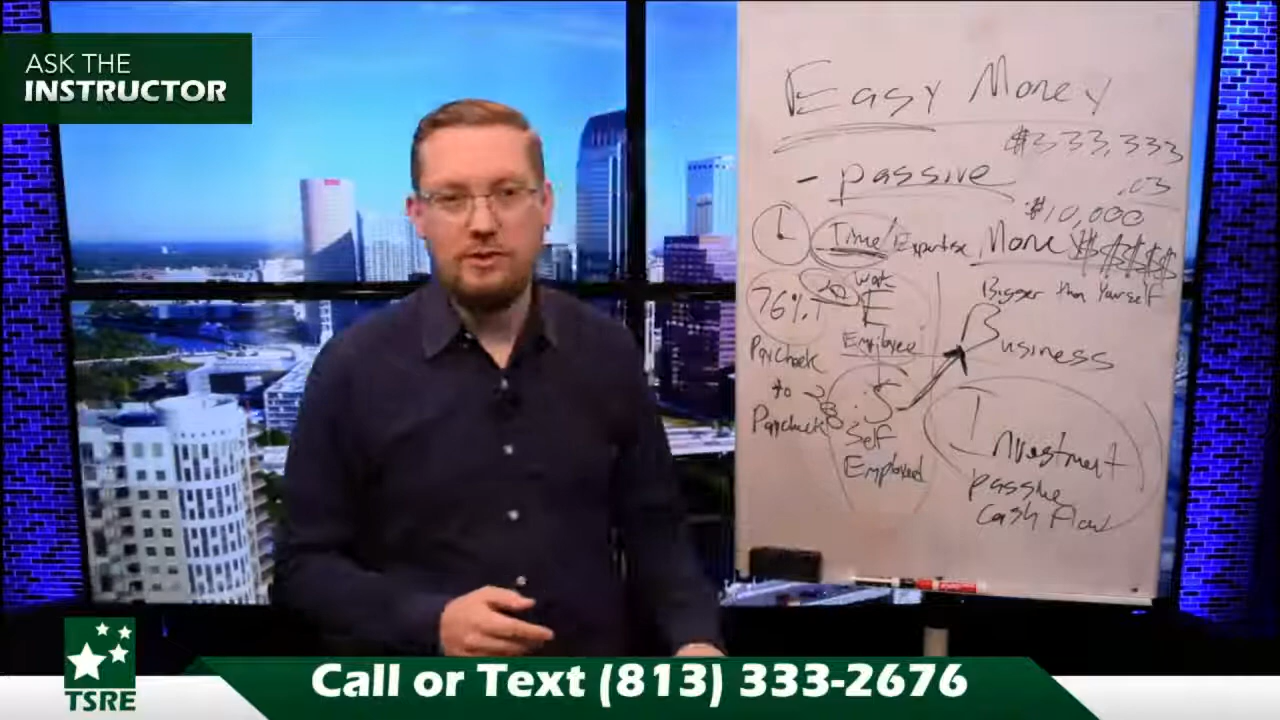 ASK THE
INSTRUCTOR
Easy Money
$333,333
.03
- passive
$10,000
Time/Expertise, Money $$$$$
76%
20
Work
E
Employee
Bigger than Yourself
Business
Paycheck
to
Paycheck
S
Self
Employed
Investment
passive
Cash Flow
TSRE
Call or Text (813) 333-2676